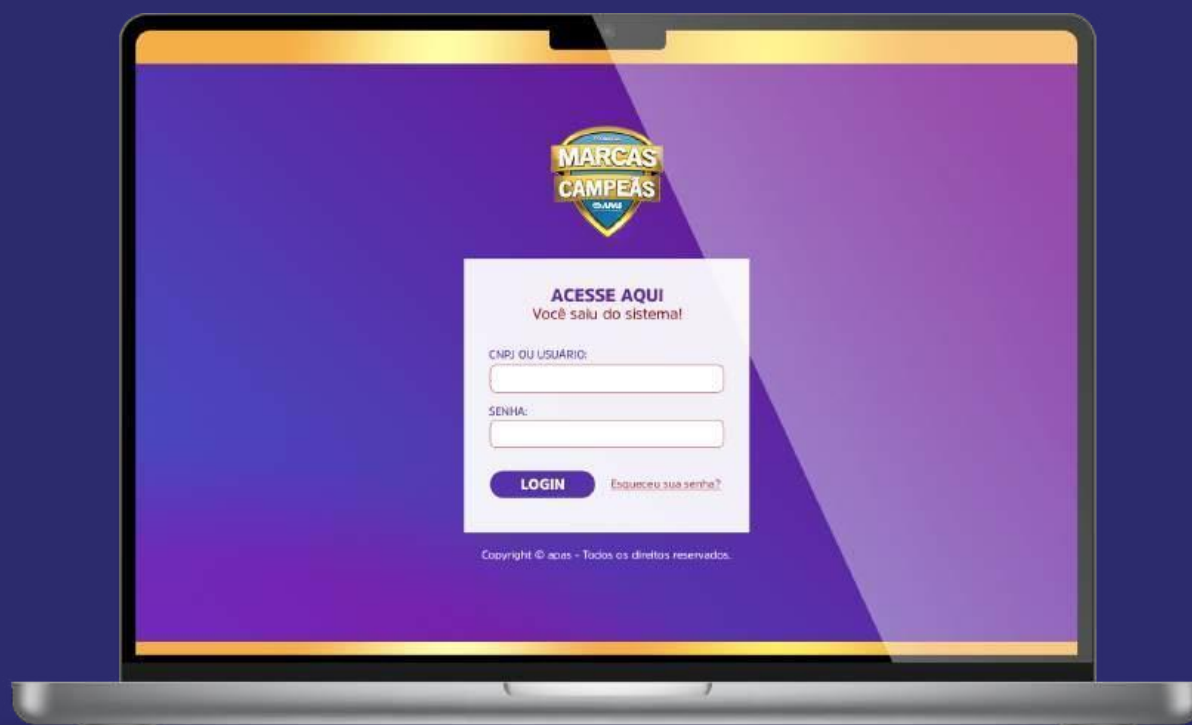 MARCAS
CAMPEÃS
ACESSE AQUI
Você saiu do sistema!
CNPJ OU USUÁRIO:
SENHA:
LOGIN
Esqueceu sua senha?
Copyright © apas - Todos os direitos reservados.